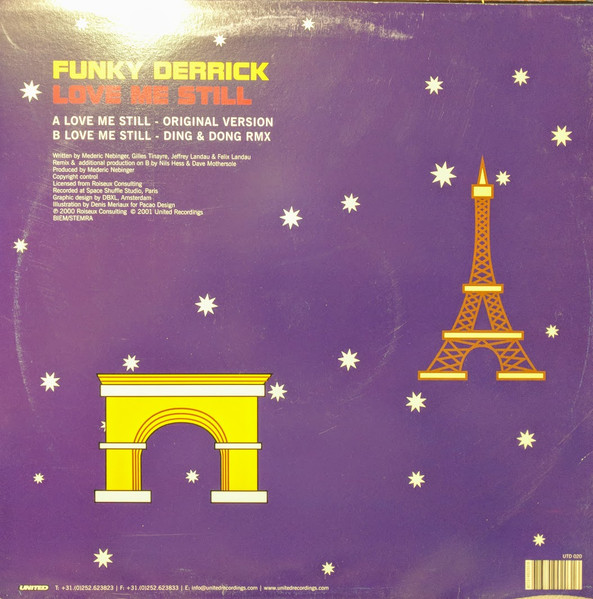 FUNKY DERRICK
LOVE ME STILL
A LOVE ME STILL - ORIGINAL VERSION
B LOVE ME STILL - DING & DONG RMX
Written by Mederic Nebinger, Gilles Tinayre, Jeffrey Landau & Felix Landau
Remix & additional production on B by Nils Hess & Dave Mothersole
Produced by Mederic Nebinger
Copyright control
Licensed from Roiseux Consulting
Recorded at Space Shuffle Studio, Paris
Graphic design by DBXL, Amsterdam
Illustration by Denis Mariaux for Pacao Design
℗ 2000 Roiseux Consulting © 2001 United Recordings
BIEM/STEMRA
UTD 020
UNITED T: +31.(0)252.623823 | F: +31.(0)252.623833 | E: info@unitedrecordings.com | www.unitedrecordings.com